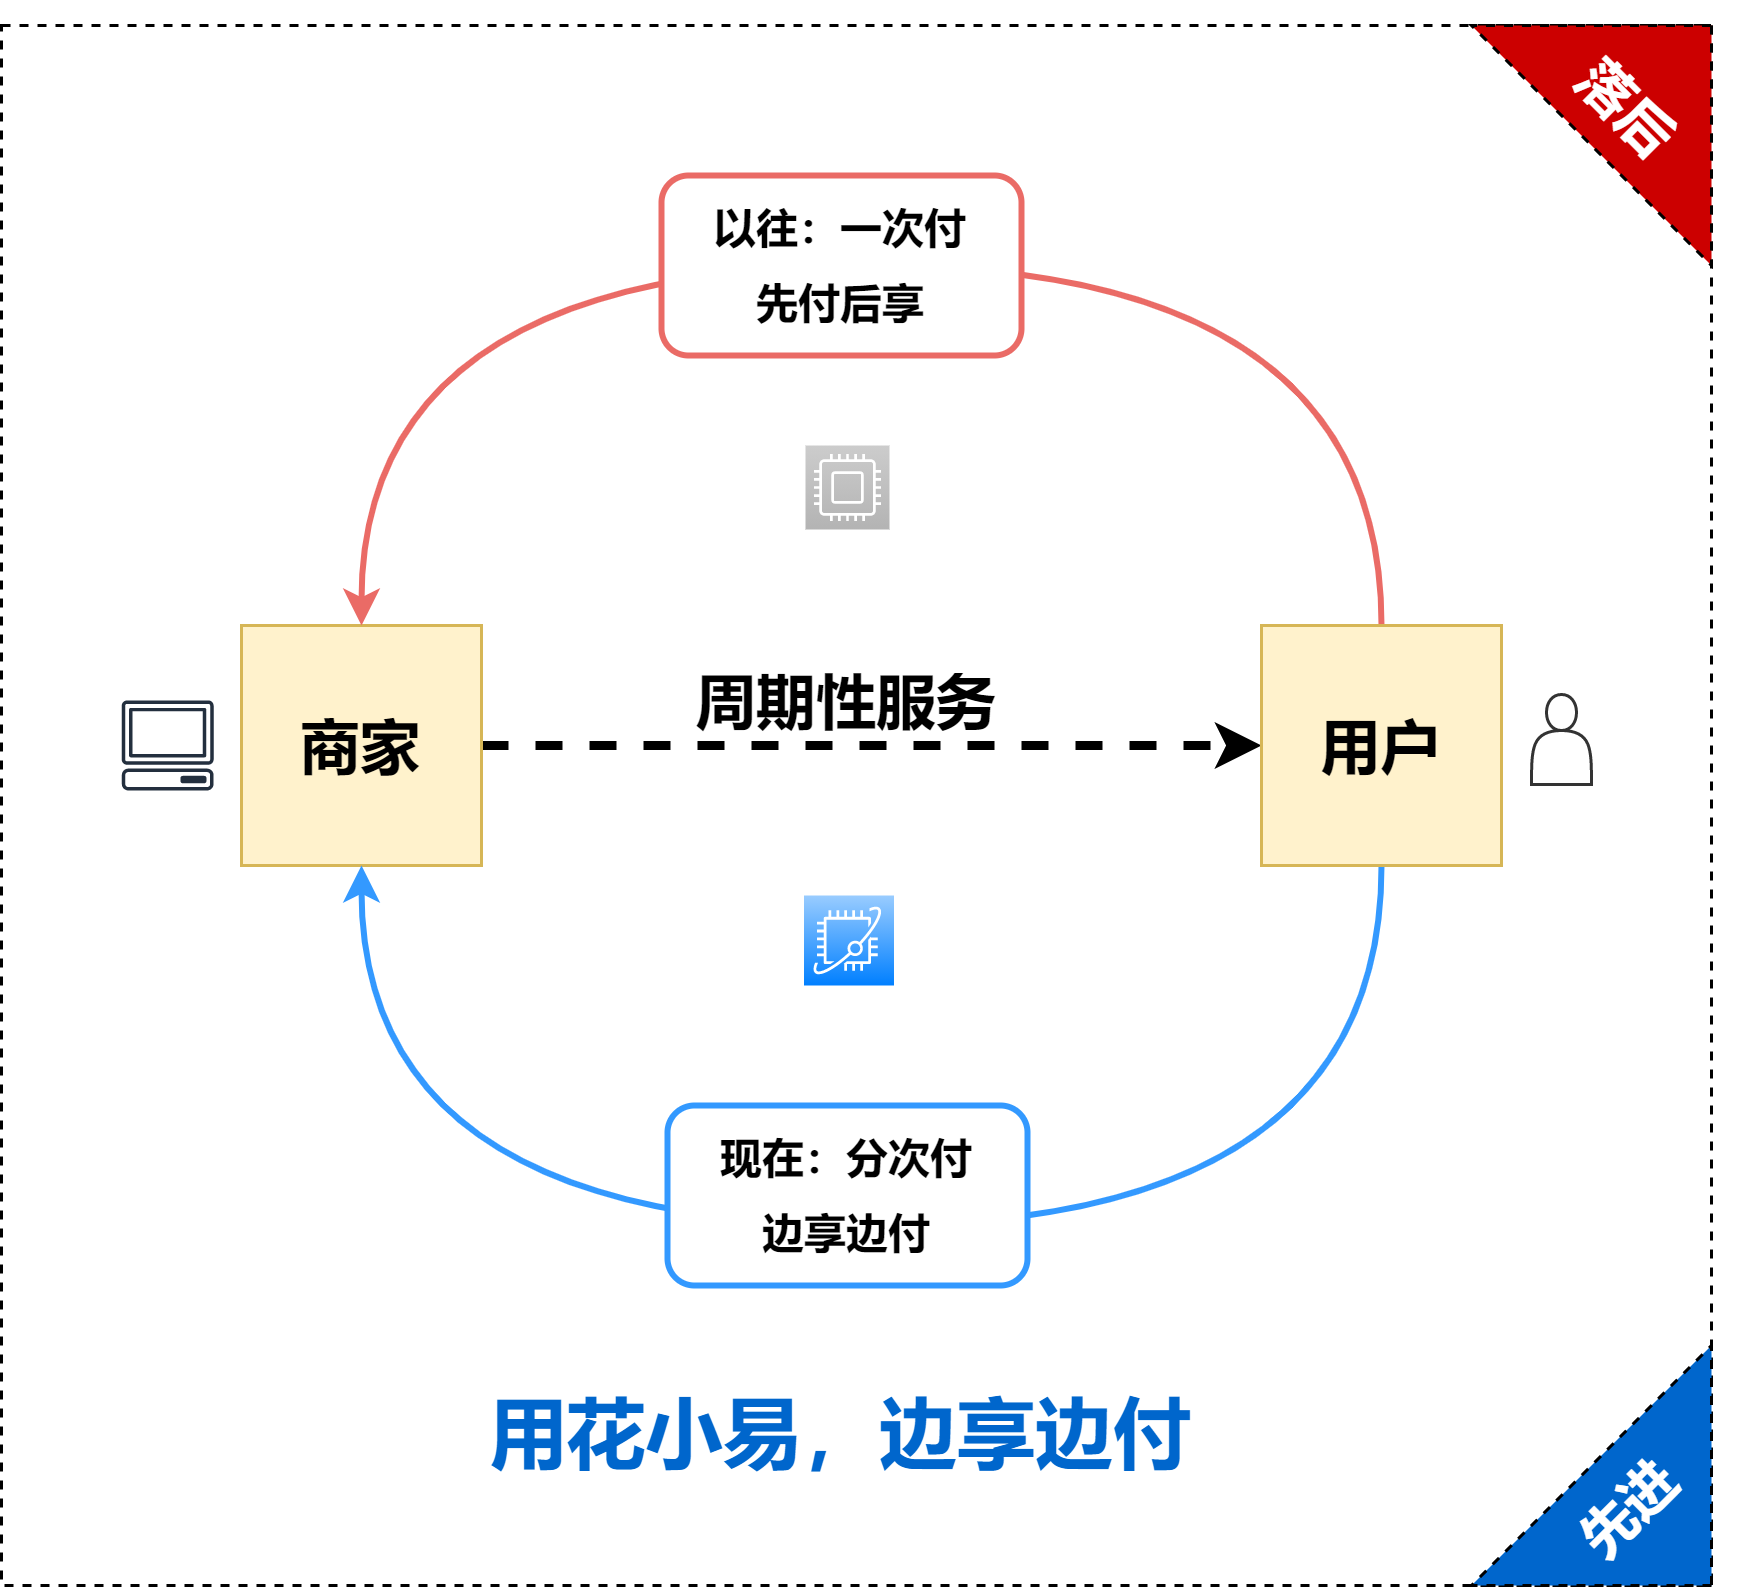 落后
以往：一次付
先付后享
周期性服务
商家
用户
现在：分次付
边享边付
用花小易，边享边付
先进